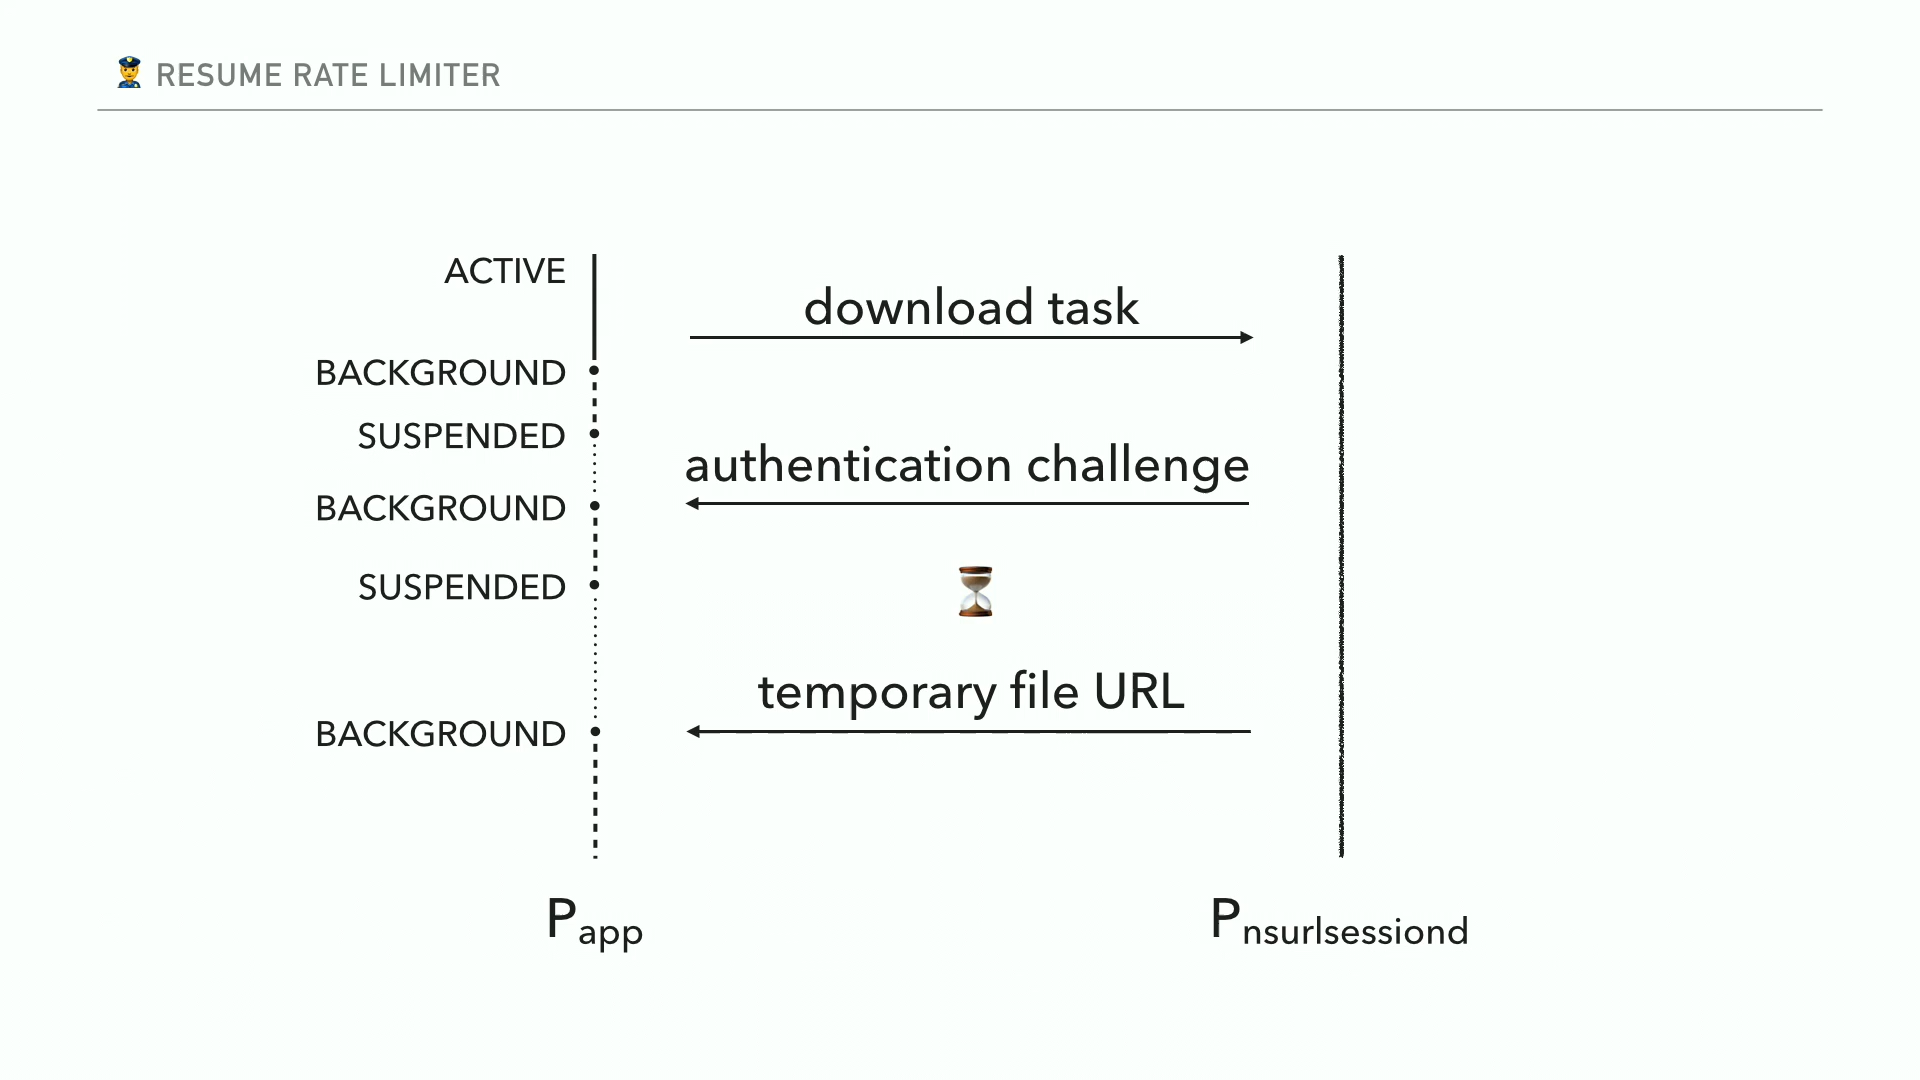 RESUME RATE LIMITER
ACTIVE
download task
BACKGROUND
SUSPENDED
authentication challenge
BACKGROUND
SUSPENDED
temporary file URL
BACKGROUND
Papp
Pnsurlsessiond